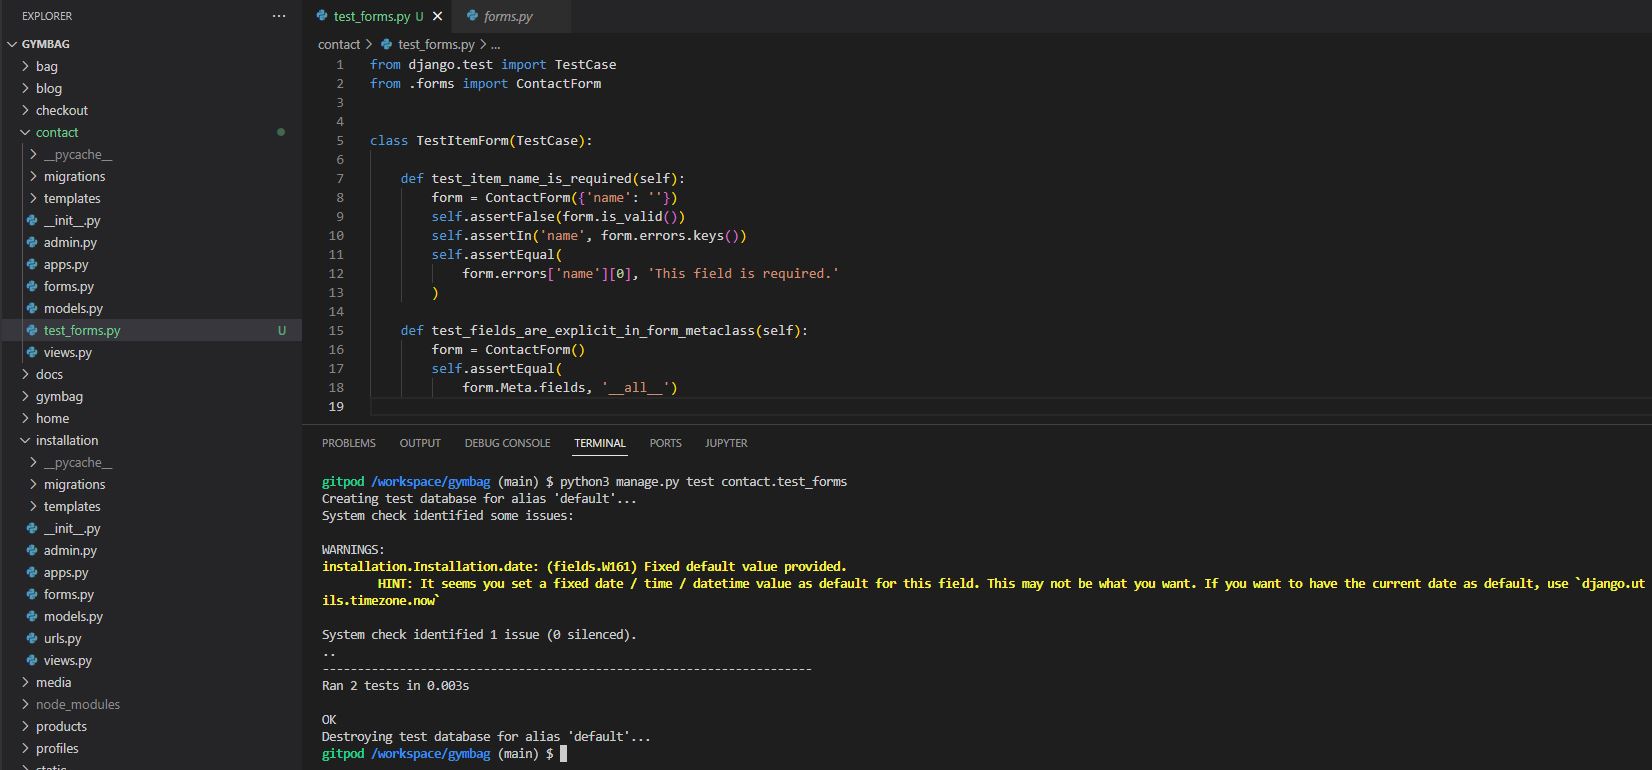 EXPLORER
GYMBAG
bag
blog
checkout
contact
__pycache__
migrations
templates
__init__.py
admin.py
apps.py
forms.py
models.py
test_forms.py U
views.py
docs
gymbag
home
installation
__pycache__
migrations
templates
__init__.py
admin.py
apps.py
forms.py
models.py
urls.py
views.py
media
node_modules
products
profiles
static
test_forms.py U
forms.py
contact > test_forms.py > ...
1 from django.test import TestCase
2 from .forms import ContactForm
3
4
5 class TestItemForm(TestCase):
6
7 def test_item_name_is_required(self):
8 form = ContactForm({'name': ''})
9 self.assertFalse(form.is_valid())
10 self.assertIn('name', form.errors.keys())
11 self.assertEqual(
12 form.errors['name'][0], 'This field is required.'
13 )
14
15 def test_fields_are_explicit_in_form_metaclass(self):
16 form = ContactForm()
17 self.assertEqual(
18 form.Meta.fields, '__all__')
19
PROBLEMS OUTPUT DEBUG CONSOLE TERMINAL PORTS JUPYTER
gitpod /workspace/gymbag (main) $ python3 manage.py test contact.test_forms
Creating test database for alias 'default'...
System check identified some issues:
WARNINGS:
installation.Installation.date: (fields.W161) Fixed default value provided.
HINT: It seems you set a fixed date / time / datetime value as default for this field. This may not be what you want. If you want to have the current date as default, use `django.ut
ils.timezone.now`
System check identified 1 issue (0 silenced).
..
----------------------------------------------------------------------
Ran 2 tests in 0.003s
OK
Destroying test database for alias 'default'...
gitpod /workspace/gymbag (main) $